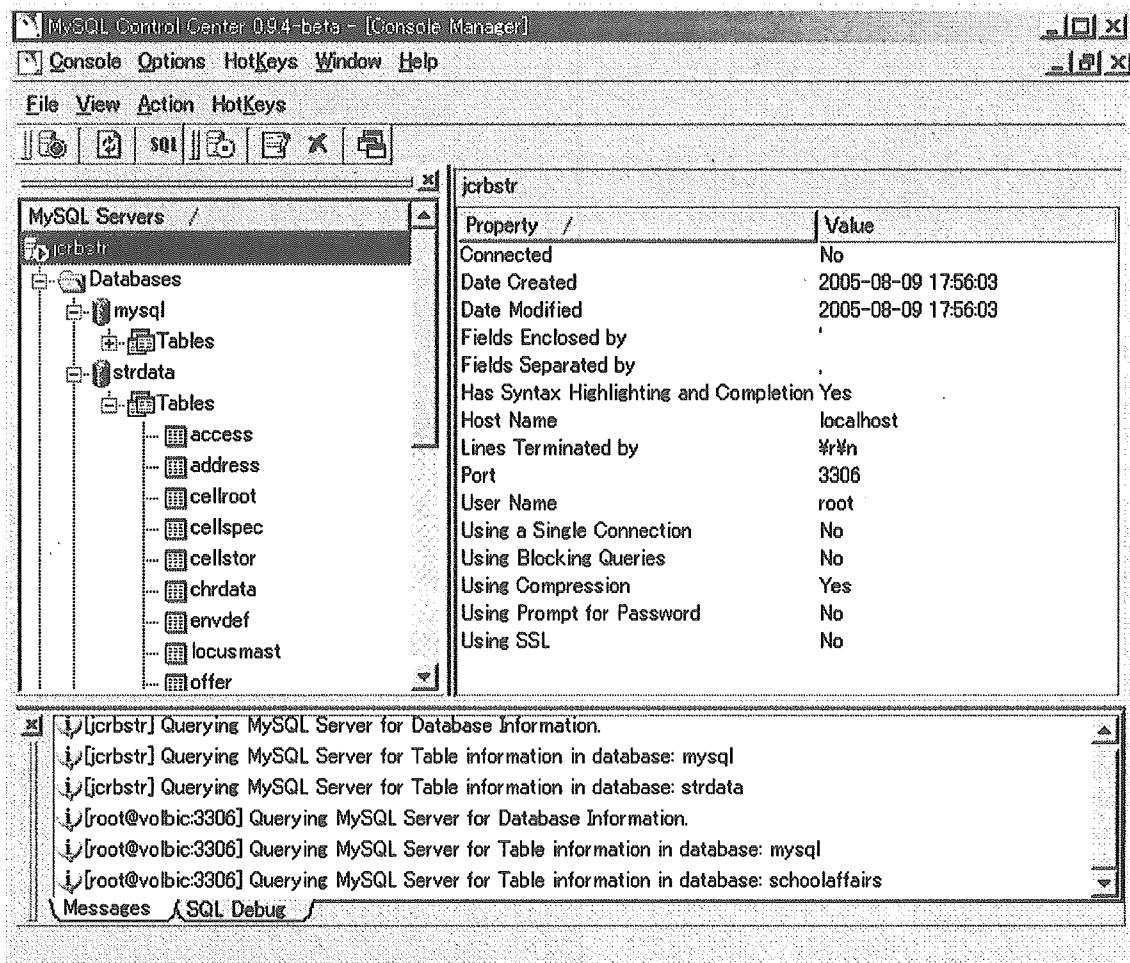 MySQL Control Center 0.9.4-beta - [Console Manager]
Console Options HotKeys Window Help
File View Action HotKeys
SQL
MySQL Servers /
jcrbstr
Databases
mysql
Tables
strdata
Tables
access
address
cellroot
cellspec
cellstor
chrdata
envdef
locusmast
offer
jcrbstr
Property / Value
Connected No
Date Created 2005-08-09 17:56:03
Date Modified 2005-08-09 17:56:03
Fields Enclosed by '
Fields Separated by ,
Has Syntax Highlighting and Completion Yes
Host Name localhost
Lines Terminated by ¥r¥n
Port 3306
User Name root
Using a Single Connection No
Using Blocking Queries No
Using Compression Yes
Using Prompt for Password No
Using SSL No
[jcrbstr] Querying MySQL Server for Database Information.
[jcrbstr] Querying MySQL Server for Table information in database: mysql
[jcrbstr] Querying MySQL Server for Table information in database: strdata
[root@volbic:3306] Querying MySQL Server for Database Information.
[root@volbic:3306] Querying MySQL Server for Table information in database: mysql
[root@volbic:3306] Querying MySQL Server for Table information in database: schoolaffairs
Messages SQL Debug